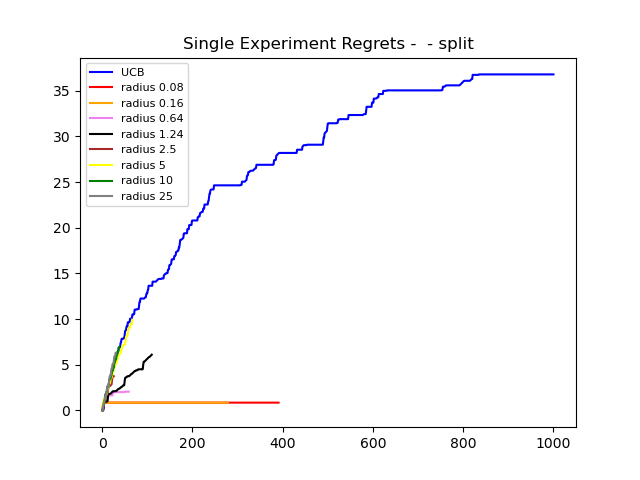 Single Experiment Regrets -  - split
UCB
radius 0.08
radius 0.16
radius 0.64
radius 1.24
radius 2.5
radius 5
radius 10
radius 25
35
30
25
20
15
10
5
0
0 200 400 600 800 1000